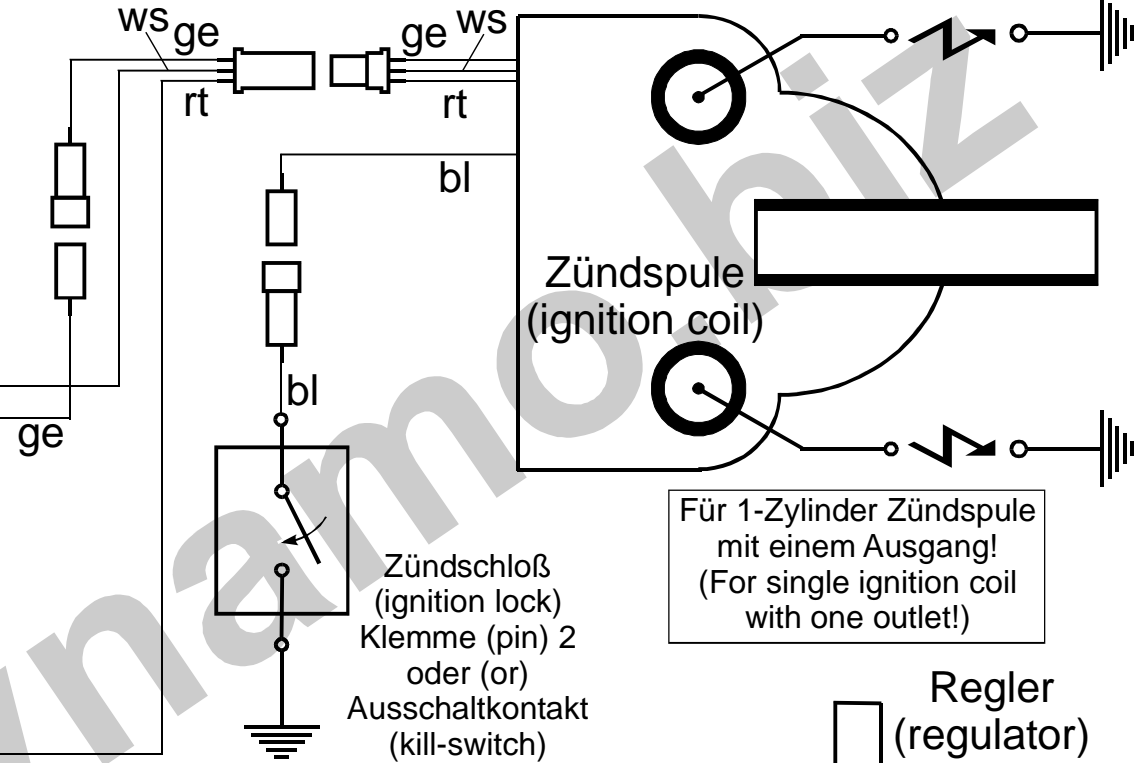 ws
ge
ge
ws
rt
rt
bl
Zündspule
(ignition coil)
bl
ge
Für 1-Zylinder Zündspule
mit einem Ausgang!
(For single ignition coil
with one outlet!)
Zündschloß
(ignition lock)
Klemme (pin) 2
oder (or)
Ausschaltkontakt
(kill-switch)
Regler
(regulator)
ynamo.biz